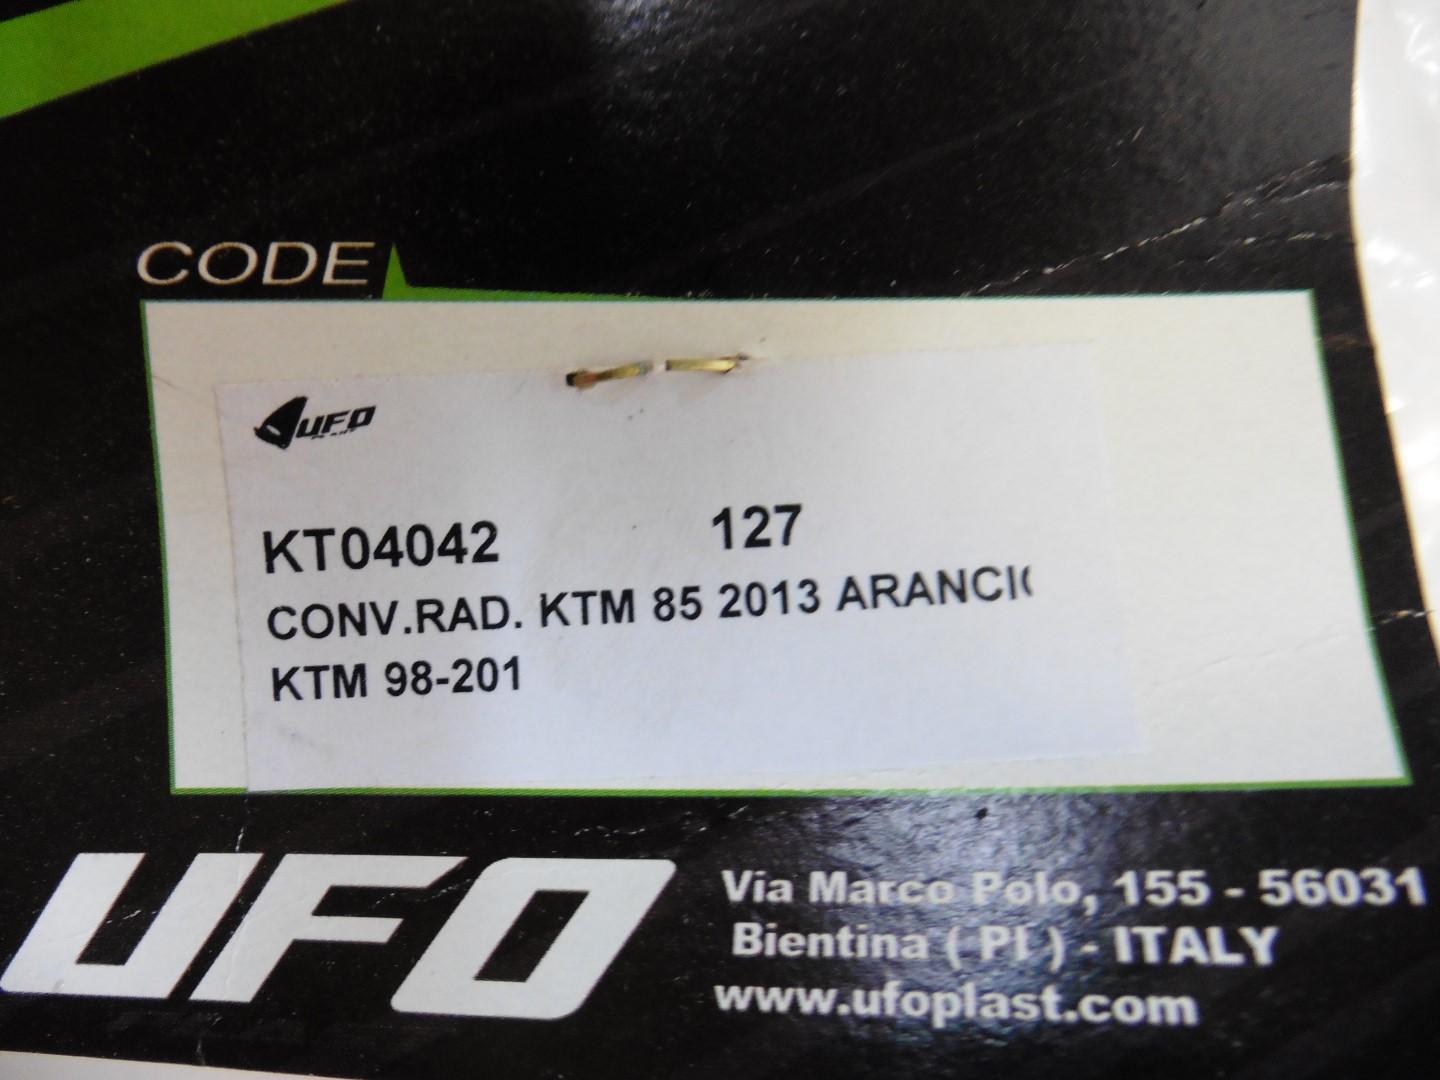 CODE
UFO
PLAST
KT04042 127
CONV.RAD. KTM 85 2013 ARANCI
KTM 98-201
UFO
Via Marco Polo, 155 - 56031
Bientina ( PI ) - ITALY
www.ufoplast.com